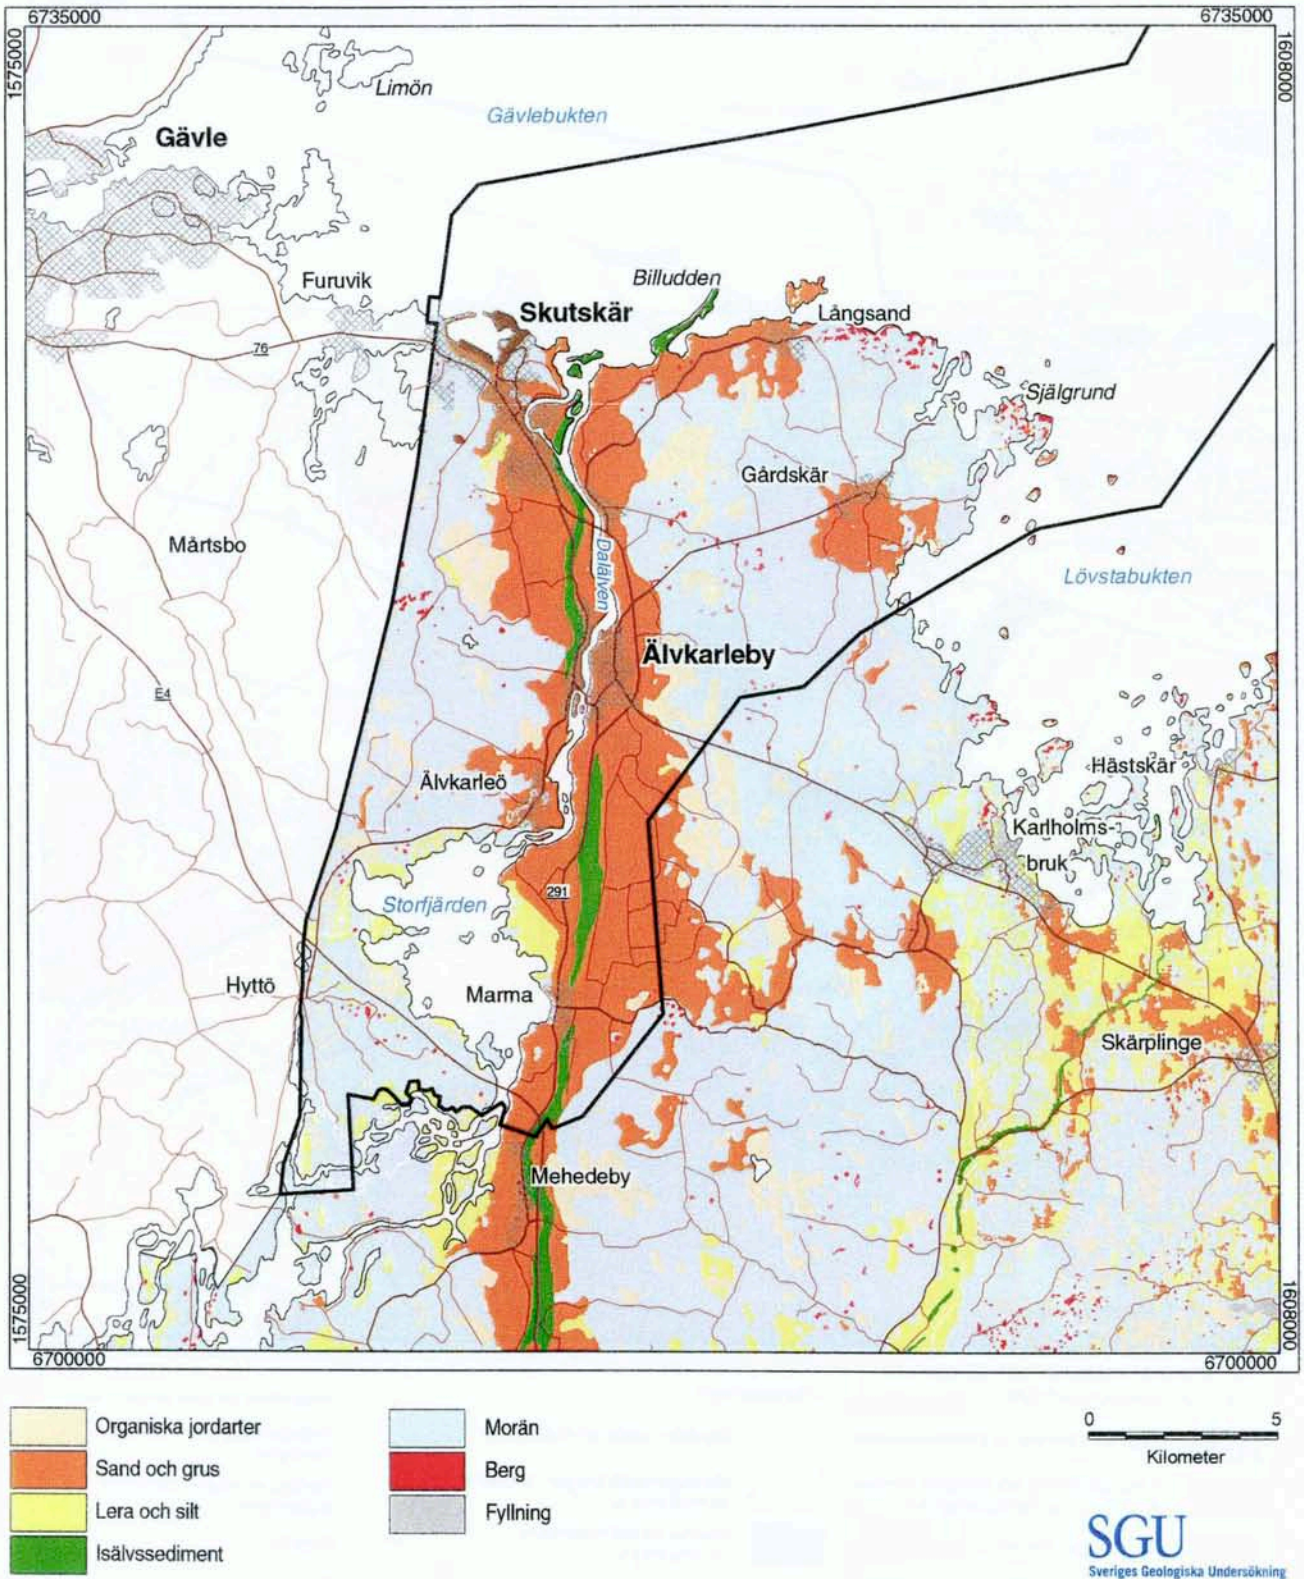 6735000
6735000
1575000
1608000
Limön
Gävlebukten
Gävle
Furuvik
Billudden
Skutskär
Långsand
76
Själgrund
Gårdskär
Mårtsbo
Dalälven
Lövstabukten
Älvkarleby
E4
Hästskär
Älvkarleö
Karlholms-
bruk
291
Storfjärden
Hyttö
Marma
Skärplinge
Mehedeby
1575000
1608000
6700000
6700000
Organiska jordarter
Sand och grus
Lera och silt
Isälvssediment
Morän
Berg
Fyllning
0 5
Kilometer
SGU
Sveriges Geologiska Undersökning